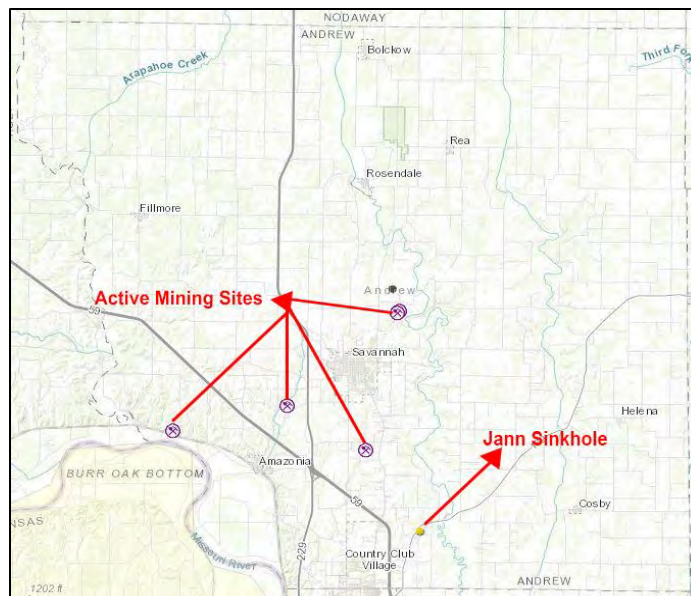 NODAWAY
ANDREW
Bolckow
Arapahoe Creek
Third Fork
Rea
Rosendale
Fillmore
Andrew
Active Mining Sites
59
Savannah
Helena
Jann Sinkhole
Amazonia
BURR OAK BOTTOM
59
Cosby
NSAS
Missouri River
229
Country Club
Village
ANDREW
1202 ft